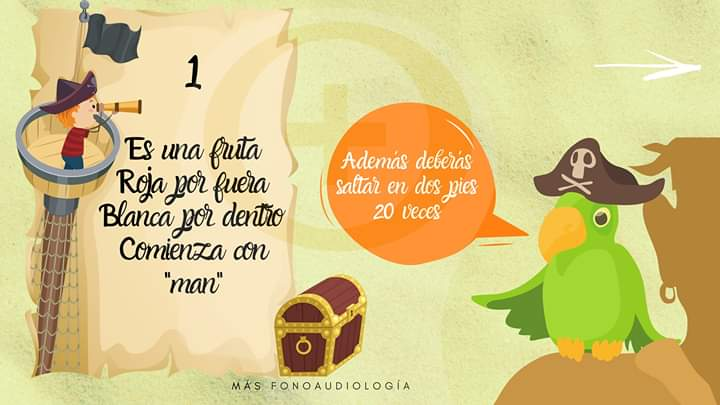 1
Es una fruta
Roja por fuera
Blanca por dentro
Comienza con
"man"
Además deberás
saltar en dos pies
20 veces
MÁS FONOAUDIOLOGÍA